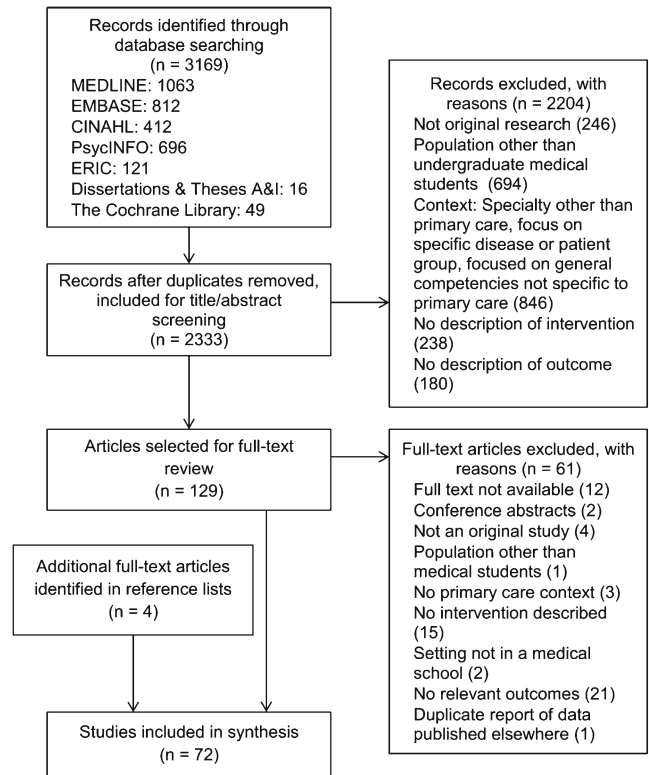 Records identified through
database searching
(n = 3169)
MEDLINE: 1063
EMBASE: 812
CINAHL: 412
PsycINFO: 696
ERIC: 121
Dissertations & Theses A&I: 16
The Cochrane Library: 49
Records excluded, with
reasons (n = 2204)
Not original research (246)
Population other than
undergraduate medical
students (694)
Context: Specialty other than
primary care, focus on
specific disease or patient
group, focused on general
competencies not specific to
primary care (846)
No description of intervention
(238)
No description of outcome
(180)
Records after duplicates removed,
included for title/abstract
screening
(n = 2333)
Articles selected for full-text
review
(n = 129)
Full-text articles excluded, with
reasons (n = 61)
Full text not available (12)
Conference abstracts (2)
Not an original study (4)
Population other than
medical students (1)
No primary care context (3)
No intervention described
(15)
Setting not in a medical
school (2)
No relevant outcomes (21)
Duplicate report of data
published elsewhere (1)
Additional full-text articles
identified in reference lists
(n = 4)
Studies included in synthesis
(n = 72)